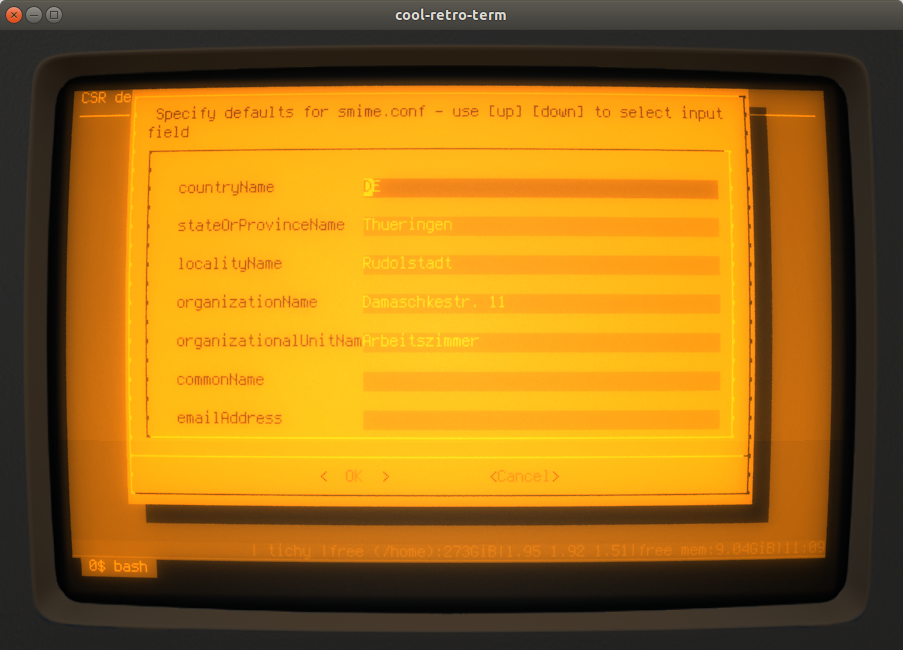 cool-retro-term
CSR de
Specify defaults for smime.conf - use [up] [down] to select input
field
countryName DE
stateOrProvinceName Thueringen
localityName Rudolstadt
organizationName Damaschkestr. 11
organizationalUnitNamArbeitszimmer
commonName
emailAddress
< OK > <Cancel>
| tichy |free (/home):273GiB|1.95 1.92 1.51|free mem:9.04GiB|11:09
0$ bash